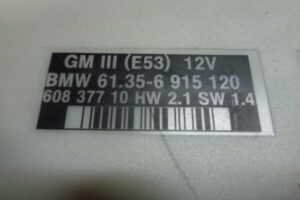 GM III (E53) 12V
BMW 61.35-6 915 120
608 377 10 HW 2.1 SW 1.4